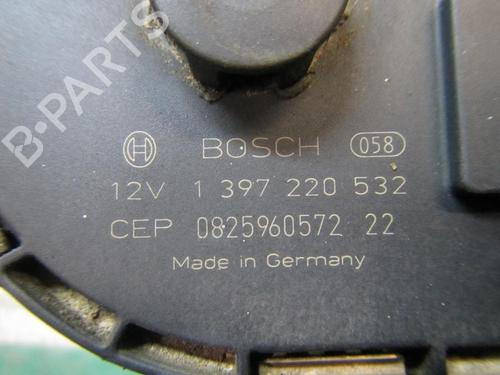 B-PARTS
BOSCH 058
12V 1 397 220 532
CEP 0825960572 22
Made in Germany